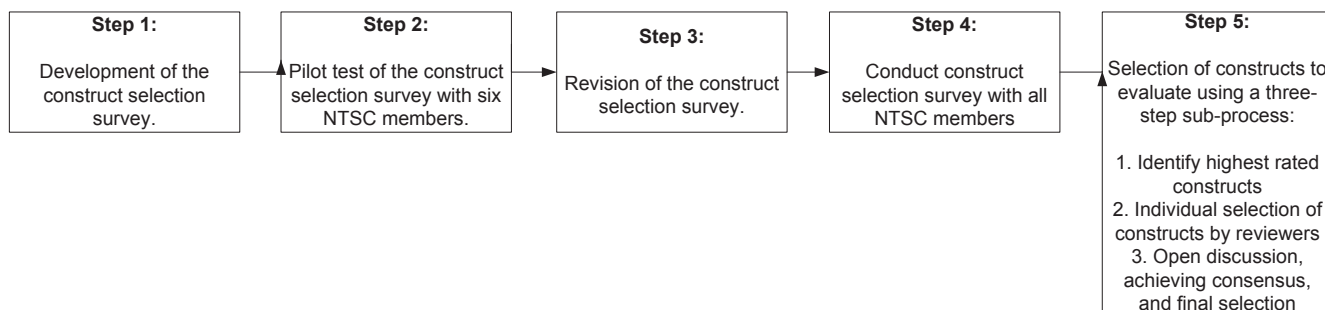 Step 1:
Development of the
construct selection
survey.
Step 2:
Pilot test of the construct
selection survey with six
NTSC members.
Step 3:
Revision of the construct
selection survey.
Step 4:
Conduct construct
selection survey with all
NTSC members
Step 5:
Selection of constructs to
evaluate using a three-
step sub-process:
1. Identify highest rated
constructs
2. Individual selection of
constructs by reviewers
3. Open discussion,
achieving consensus,
and final selection